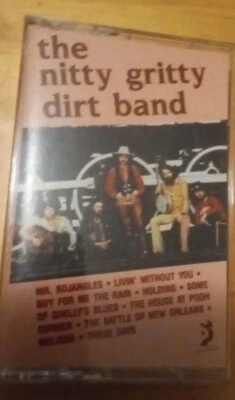 the
nitty gritty
dirt band
MR. BOJANGLES • LIVIN' WITHOUT YOU •
BUY FOR ME THE RAIN • HOLDING • SOME
OF SHELLY'S BLUES • THE HOUSE AT POOH
CORNER • THE BATTLE OF NEW ORLEANS •
MELISSA • THESE DAYS